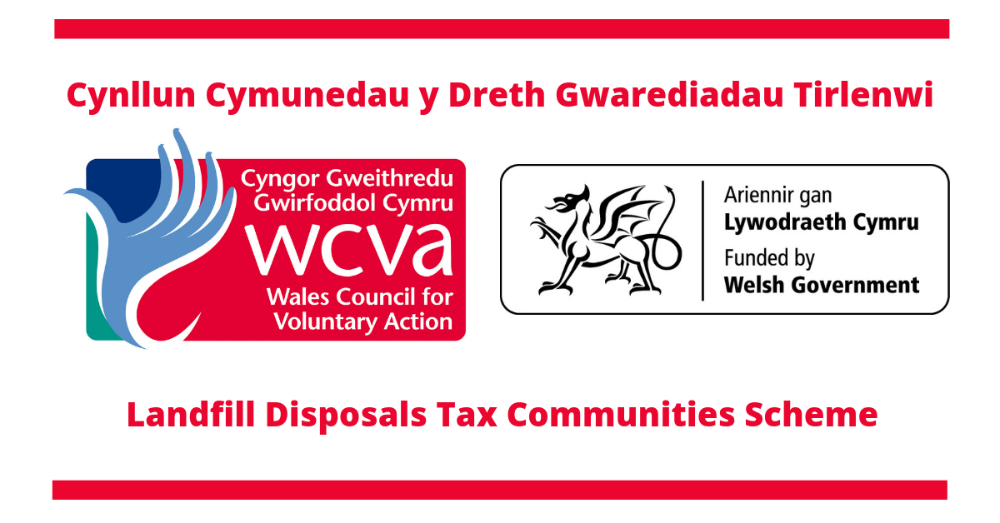 Cynllun Cymunedau y Dreth Gwarediadau Tirlenwi
Cyngor Gweithredu
Gwirfoddol Cymru
wcva
Wales Council for
Voluntary Action
Ariennir gan
Lywodraeth Cymru
Funded by
Welsh Government
Landfill Disposals Tax Communities Scheme